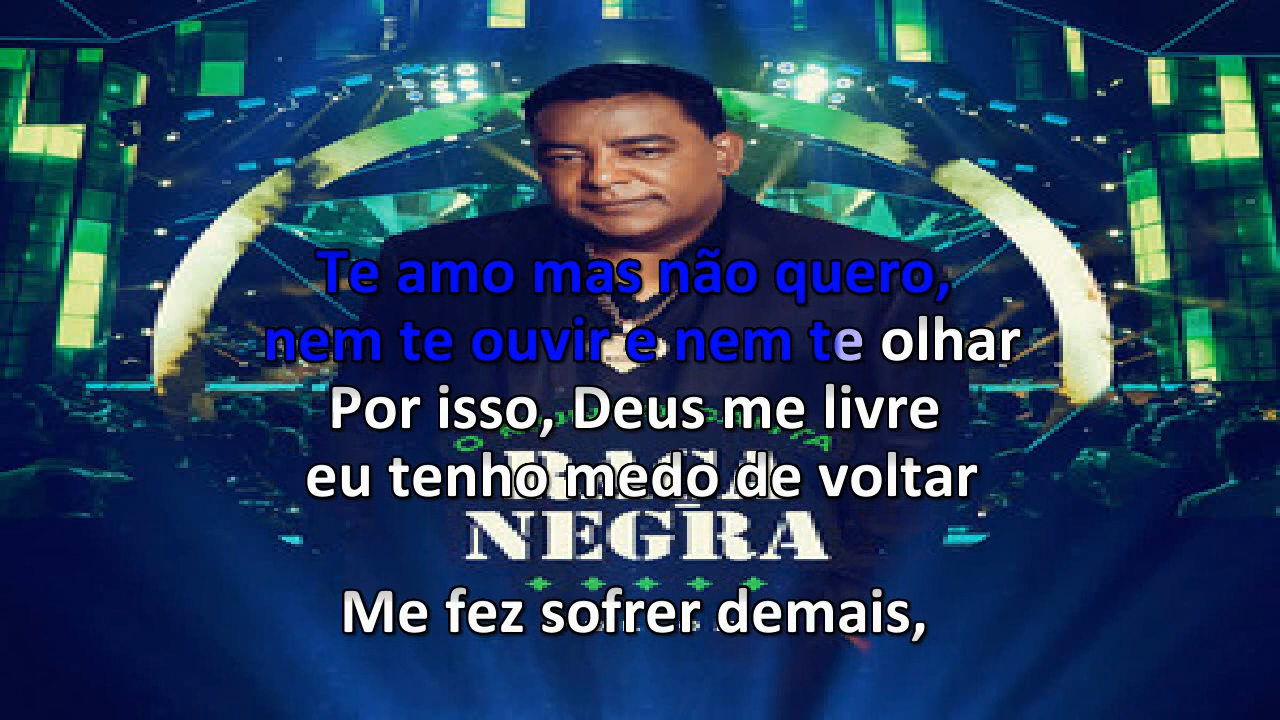 Te amo mas não quero,
nem te ouvir e nem te olhar
Por isso, Deus me livre
eu tenho medo de voltar
RAÇA
NEGRA
Me fez sofrer demais,